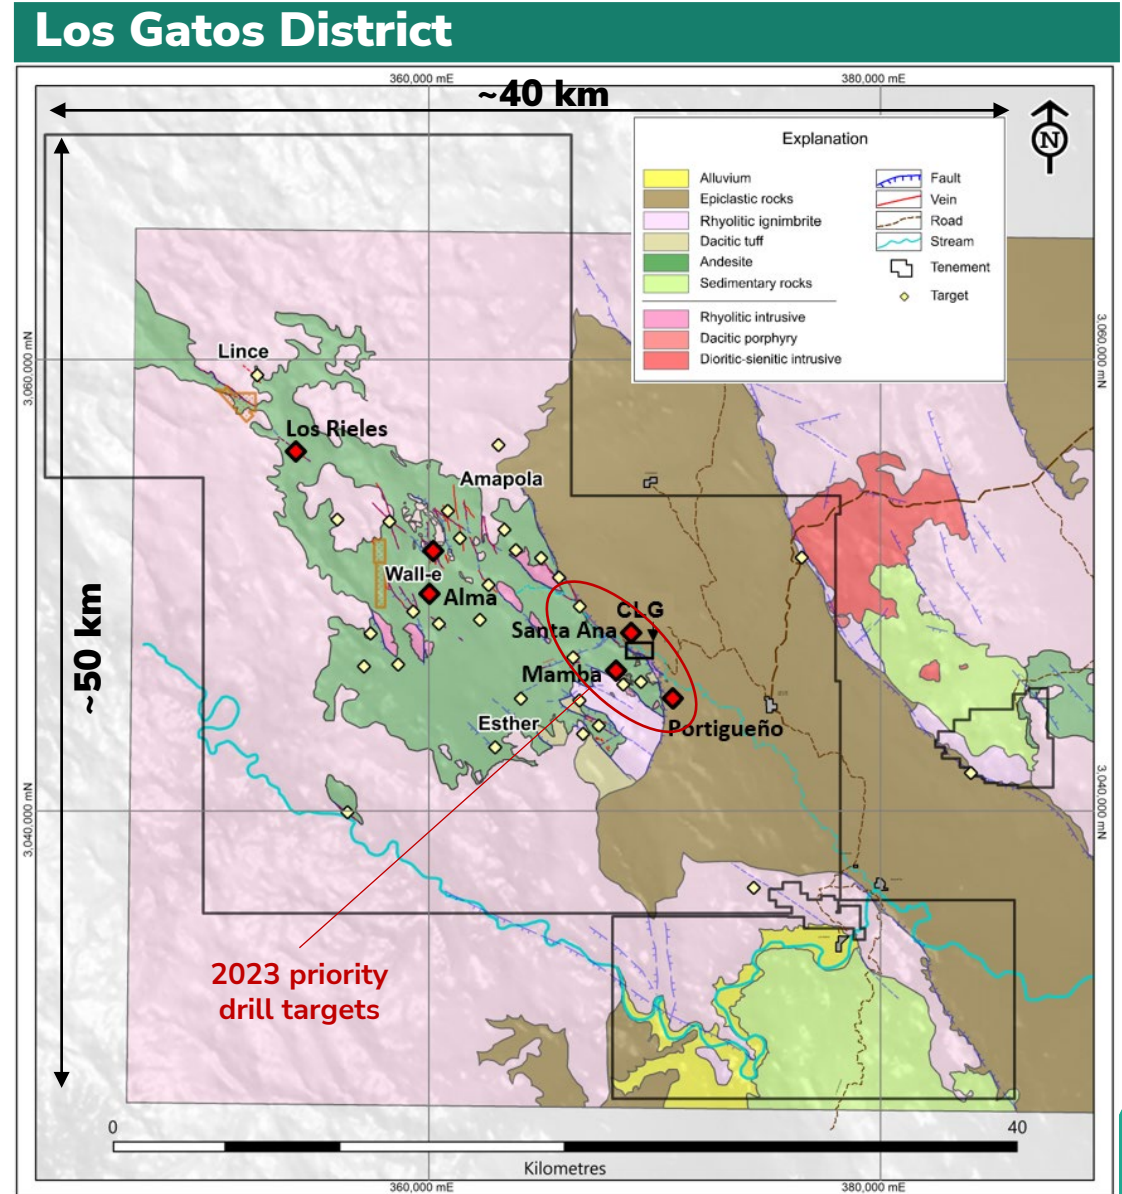 Los Gatos District
360,000 mE
380,000 mE
~40 km
N
Explanation
Alluvium
Epiclastic rocks
Rhyolitic ignimbrite
Dacitic tuff
Andesite
Sedimentary rocks
Rhyolitic intrusive
Dacitic porphyry
Dioritic-sienitic intrusive
Fault
Vein
Road
Stream
Tenement
Target
3,060,000 mN
3,060,000 mN
Lince
Los Rieles
Amapola
Wall-e
Alma
CLG
Santa Ana
Mamba
Esther
Portigueño
~50 km
3,040,000 mN
3,040,000 mN
2023 priority
drill targets
0
40
Kilometres
360,000 mE
380,000 mE